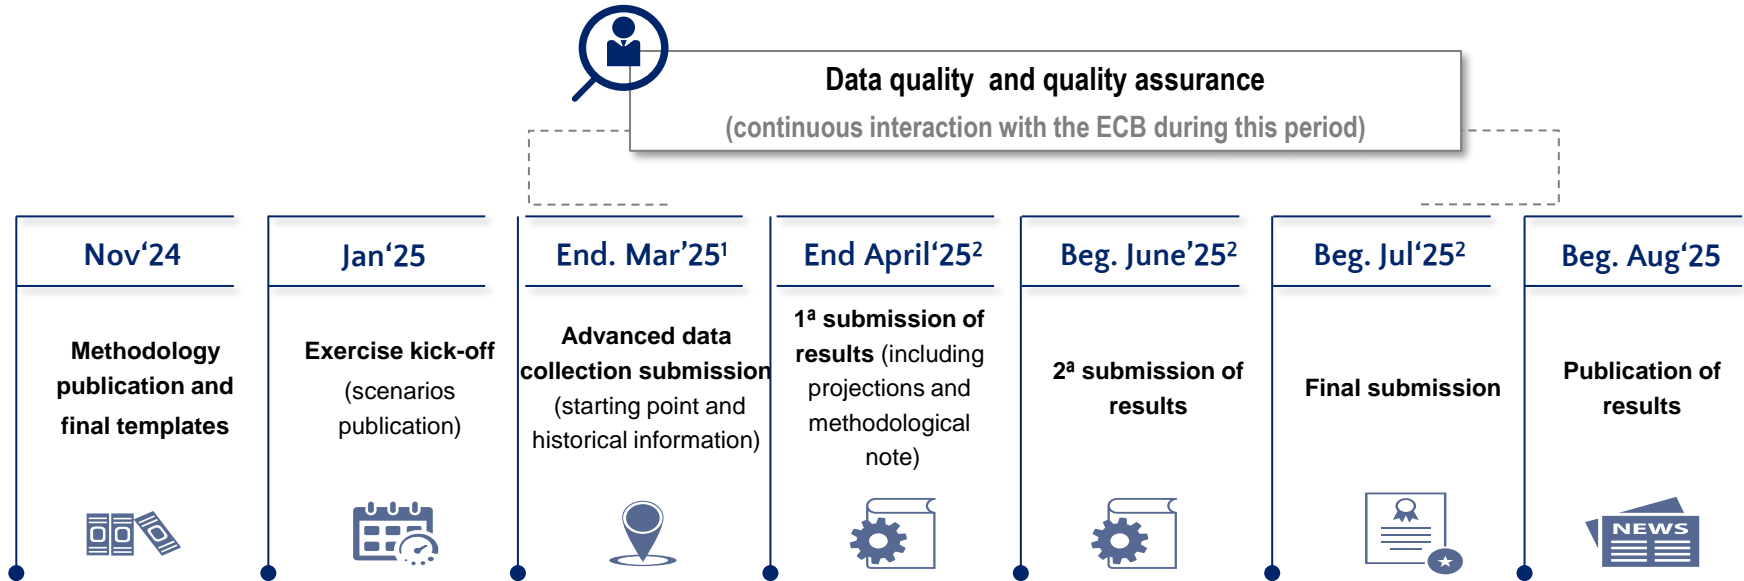 Data quality and quality assurance
(continuous interaction with the ECB during this period)
Nov‘24
Jan‘25
End. Mar’25¹
End April‘25²
Beg. June’25²
Beg. Jul‘25²
Beg. Aug‘25
Methodology
publication and
final templates
Exercise kick-off
(scenarios
publication)
Advanced data
collection submission
(starting point and
historical information)
1ª submission of
results (including
projections and
methodological
note)
2ª submission of
results
Final submission
Publication of
results
NEWS